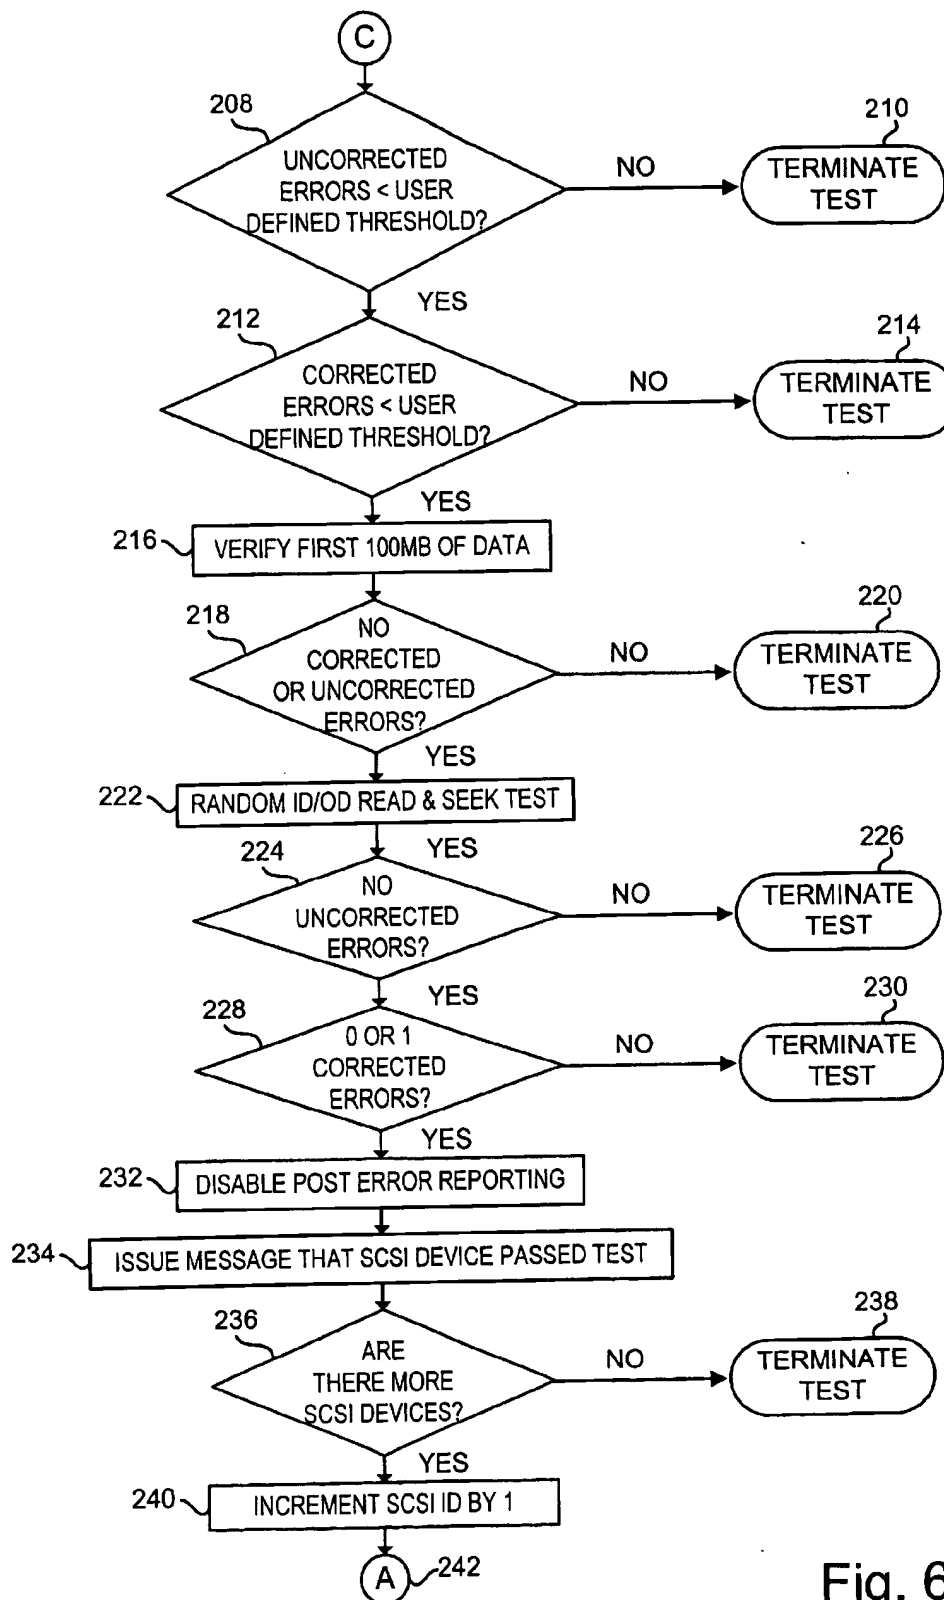 C
208
UNCORRECTED
ERRORS < USER
DEFINED THRESHOLD?
NO
210
TERMINATE
TEST
YES
212
CORRECTED
ERRORS < USER
DEFINED THRESHOLD?
NO
214
TERMINATE
TEST
YES
216
VERIFY FIRST 100MB OF DATA
218
NO
CORRECTED
OR UNCORRECTED
ERRORS?
NO
220
TERMINATE
TEST
YES
222
RANDOM ID/OD READ & SEEK TEST
YES
224
NO
UNCORRECTED
ERRORS?
NO
226
TERMINATE
TEST
YES
228
0 OR 1
CORRECTED
ERRORS?
NO
230
TERMINATE
TEST
YES
232
DISABLE POST ERROR REPORTING
234
ISSUE MESSAGE THAT SCSI DEVICE PASSED TEST
236
ARE
THERE MORE
SCSI DEVICES?
NO
238
TERMINATE
TEST
YES
240
INCREMENT SCSI ID BY 1
A
242
Fig. 6